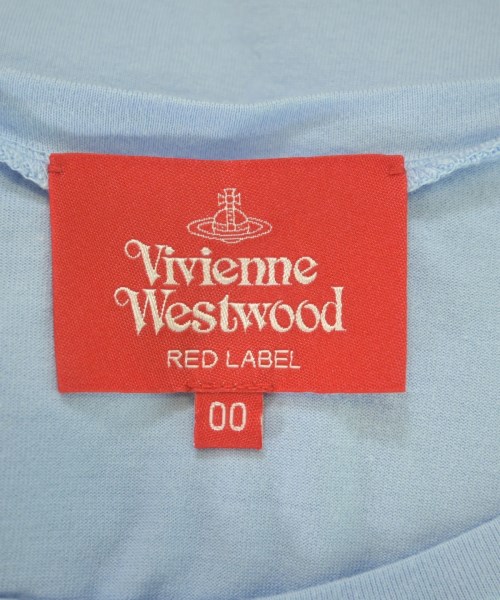 Vivienne
Westwood
RED LABEL
00